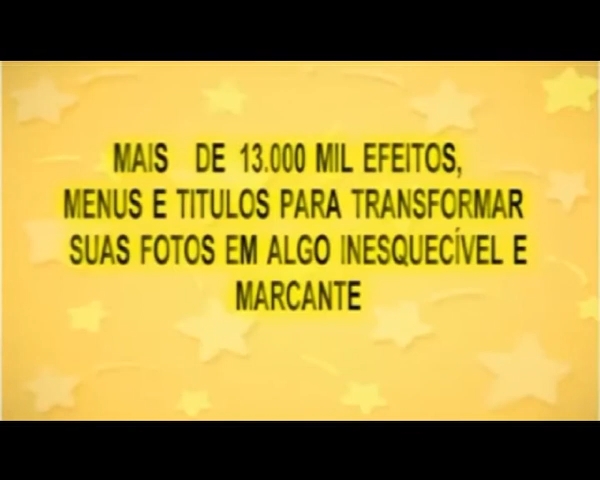 MAIS DE 13.000 MIL EFEITOS,
MENUS E TITULOS PARA TRANSFORMAR
SUAS FOTOS EM ALGO INESQUECÍVEL E
MARCANTE